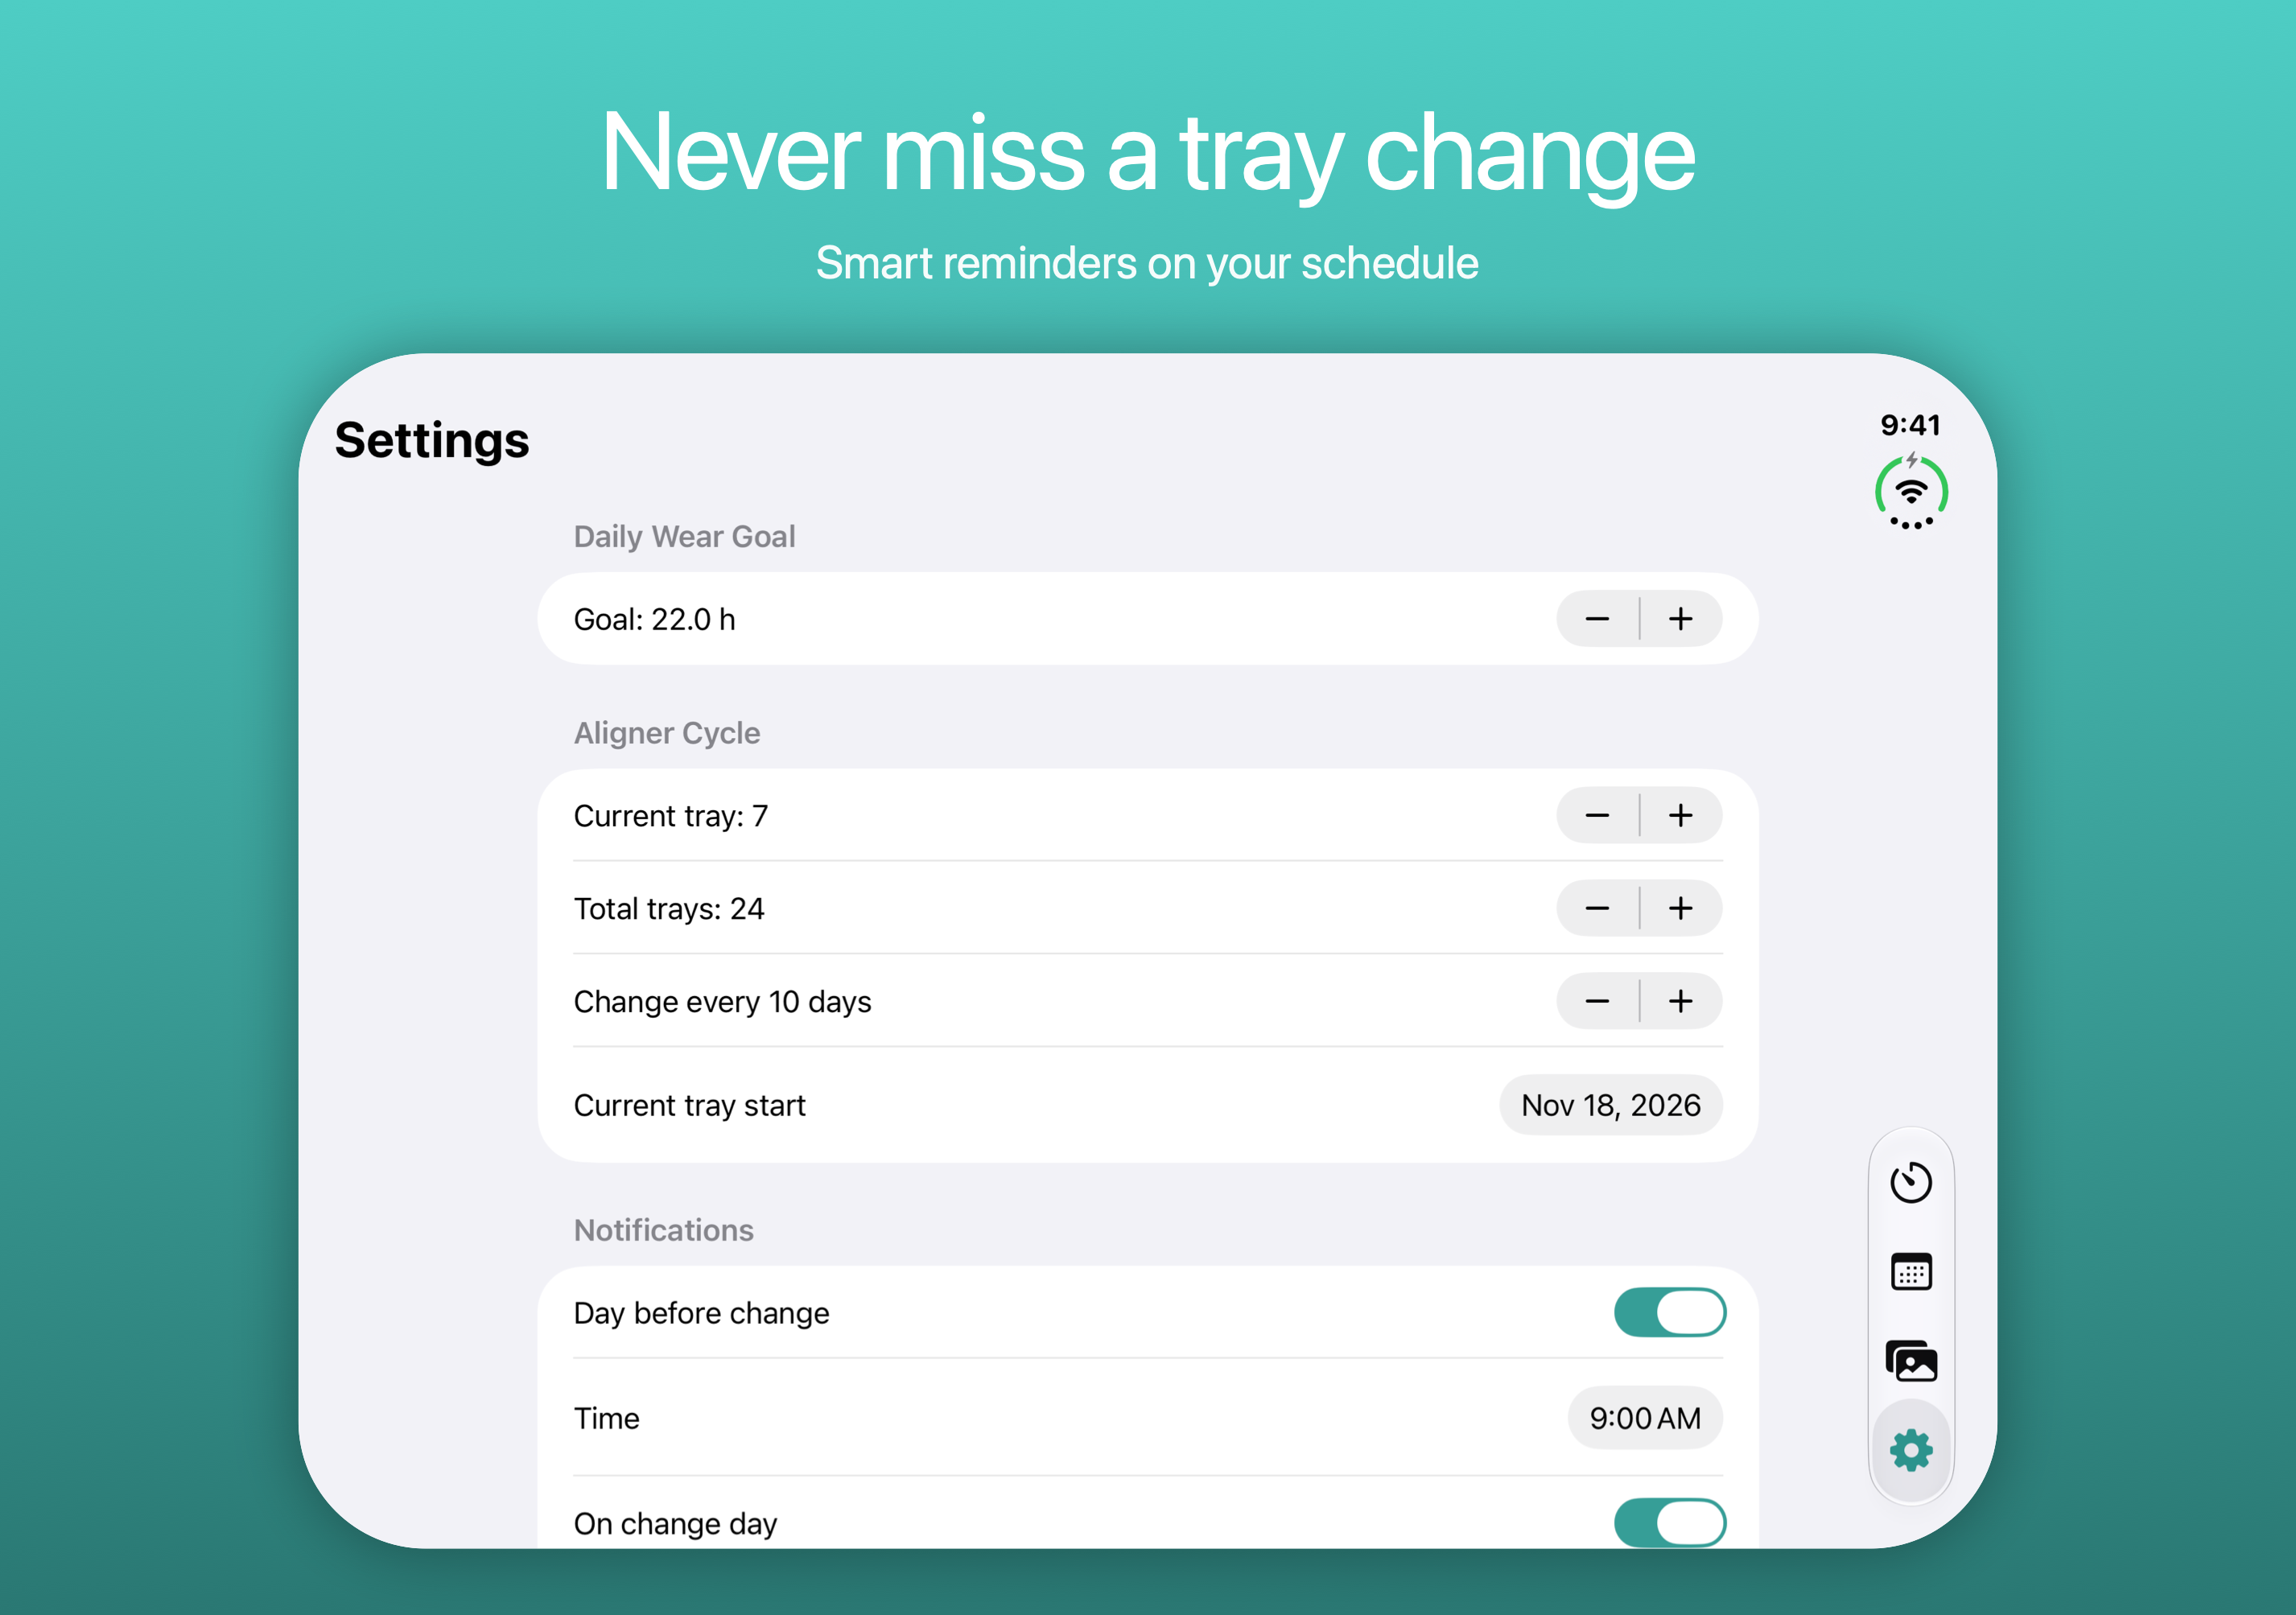 Never miss a tray change
Smart reminders on your schedule
Settings
9:41
Daily Wear Goal
Goal: 22.0 h
Aligner Cycle
Current tray: 7
Total trays: 24
Change every 10 days
Current tray start
Nov 18, 2026
Notifications
Day before change
Time
9:00 AM
On change day